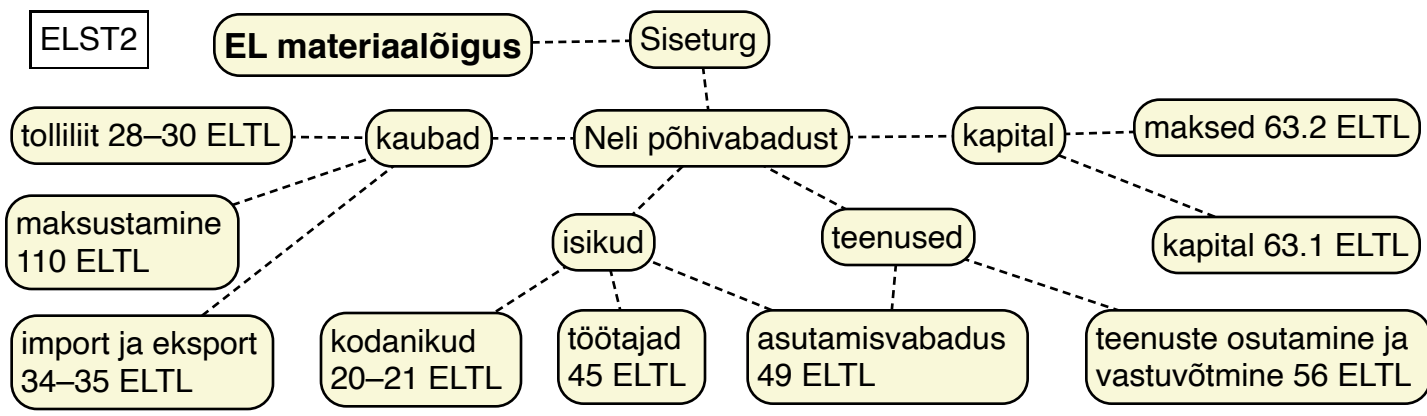 ELST2
EL materiaalõigus
Siseturg
tolliliit 28–30 ELTL
kaubad
Neli põhivabadust
kapital
maksed 63.2 ELTL
maksustamine
110 ELTL
isikud
teenused
kapital 63.1 ELTL
import ja eksport
34–35 ELTL
kodanikud
20–21 ELTL
töötajad
45 ELTL
asutamisvabadus
49 ELTL
teenuste osutamine ja
vastuvõtmine 56 ELTL